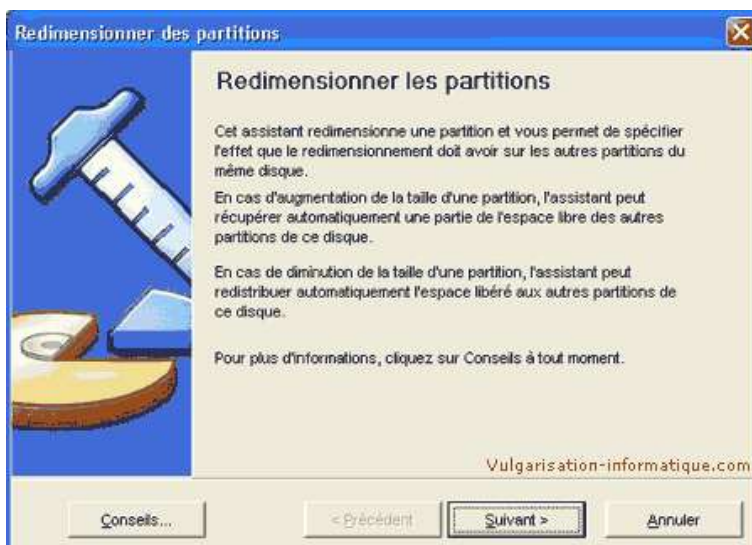 Redimensionner des partitions
Redimensionner les partitions
Cet assistant redimensionne une partition et vous permet de spécifier
l'effet que le redimensionnement doit avoir sur les autres partitions du
même disque.
En cas d'augmentation de la taille d'une partition, l'assistant peut
récupérer automatiquement une partie de l'espace libre des autres
partitions de ce disque.
En cas de diminution de la taille d'une partition, l'assistant peut
redistribuer automatiquement l'espace libéré aux autres partitions de
ce disque.
Pour plus d'informations, cliquez sur Conseils à tout moment.
Vulgarisation-informatique.com
Conseils...
< Précédent
Suivant >
Annuler